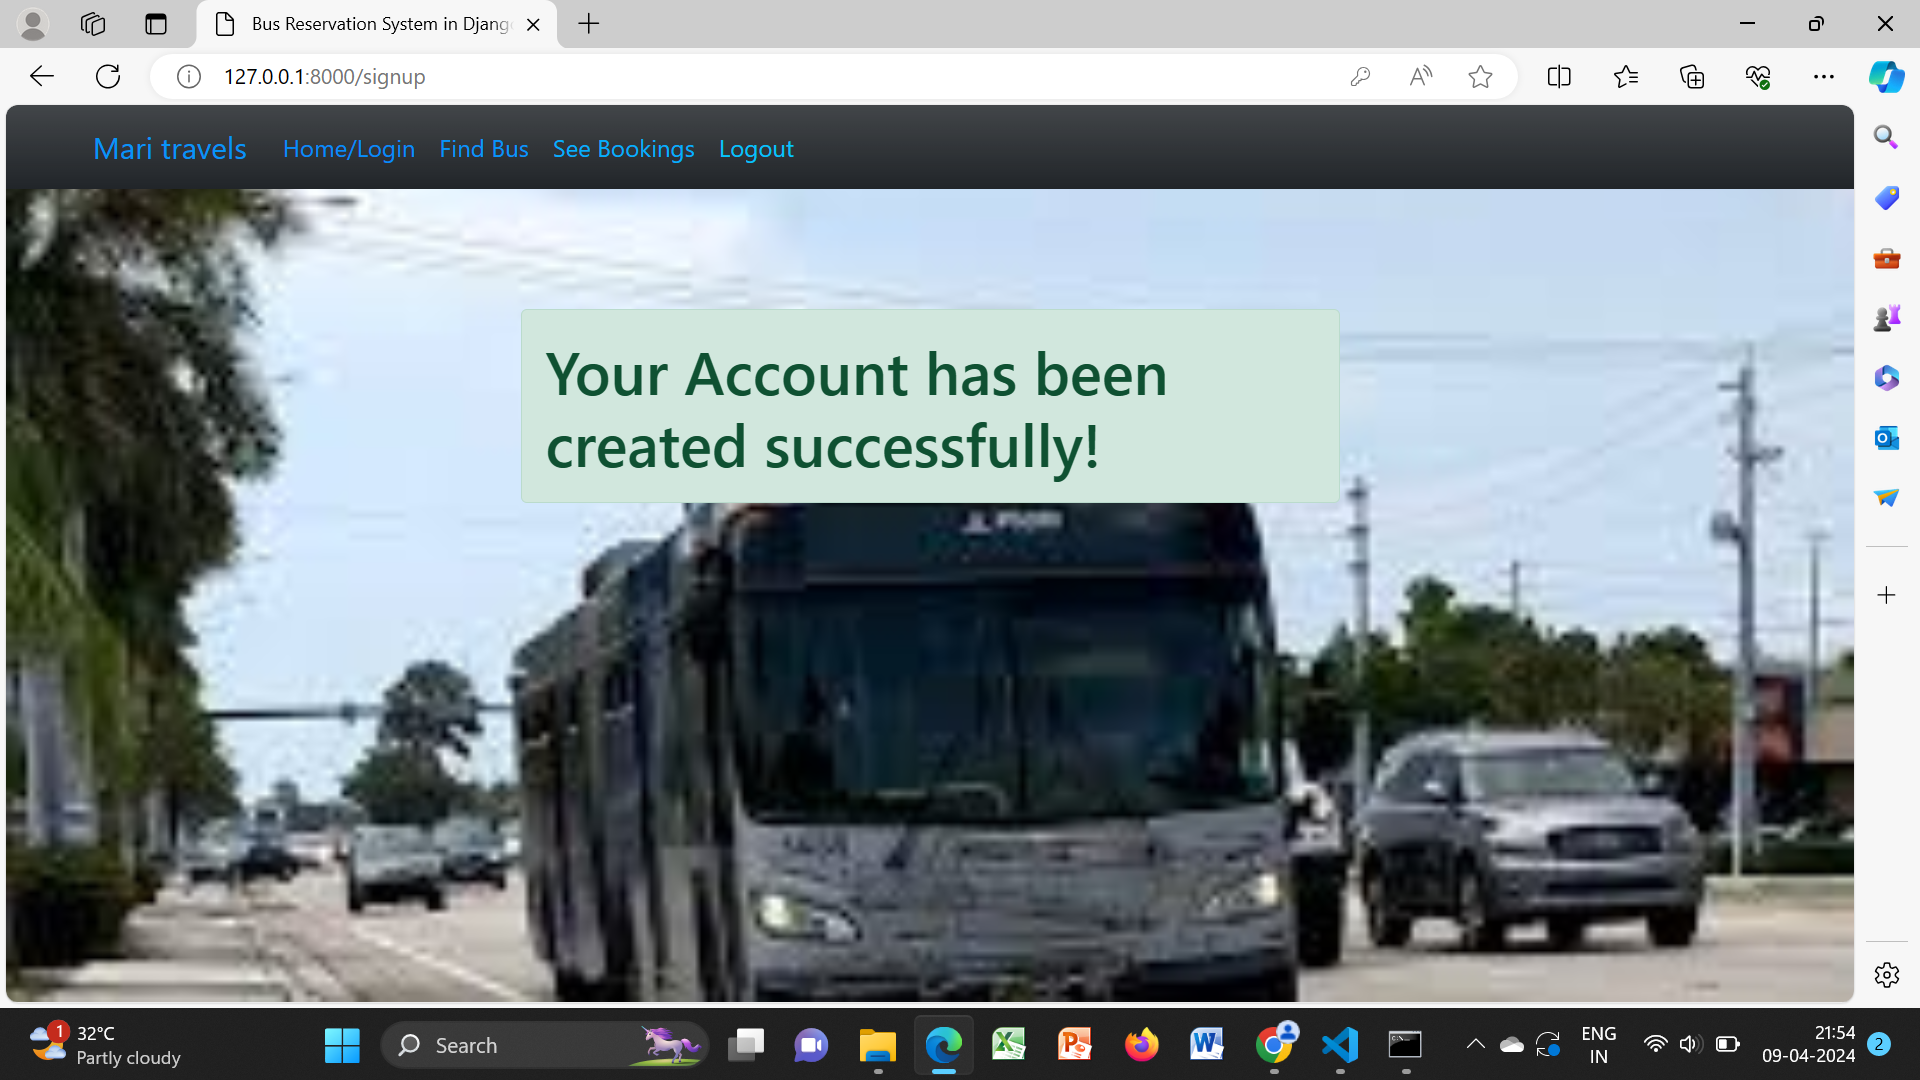 Bus Reservation System in Djang
127.0.0.1:8000/signup
Mari travels Home/Login Find Bus See Bookings Logout
Your Account has been
created successfully!
1 32°C
Partly cloudy
Search
ENG
IN
21:54
09-04-2024
2